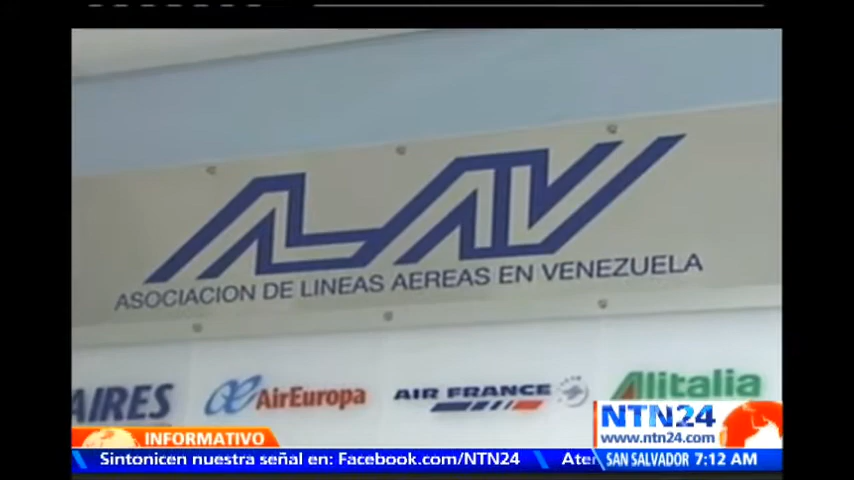 ALAV
ASOCIACION DE LINEAS AEREAS EN VENEZUELA
AIRES
AirEuropa
AIR FRANCE
Alitalia
NTN24
www.ntn24.com
INFORMATIVO
Sintonicen nuestra señal en: Facebook.com/NTN24
SAN SALVADOR 7:12 AM